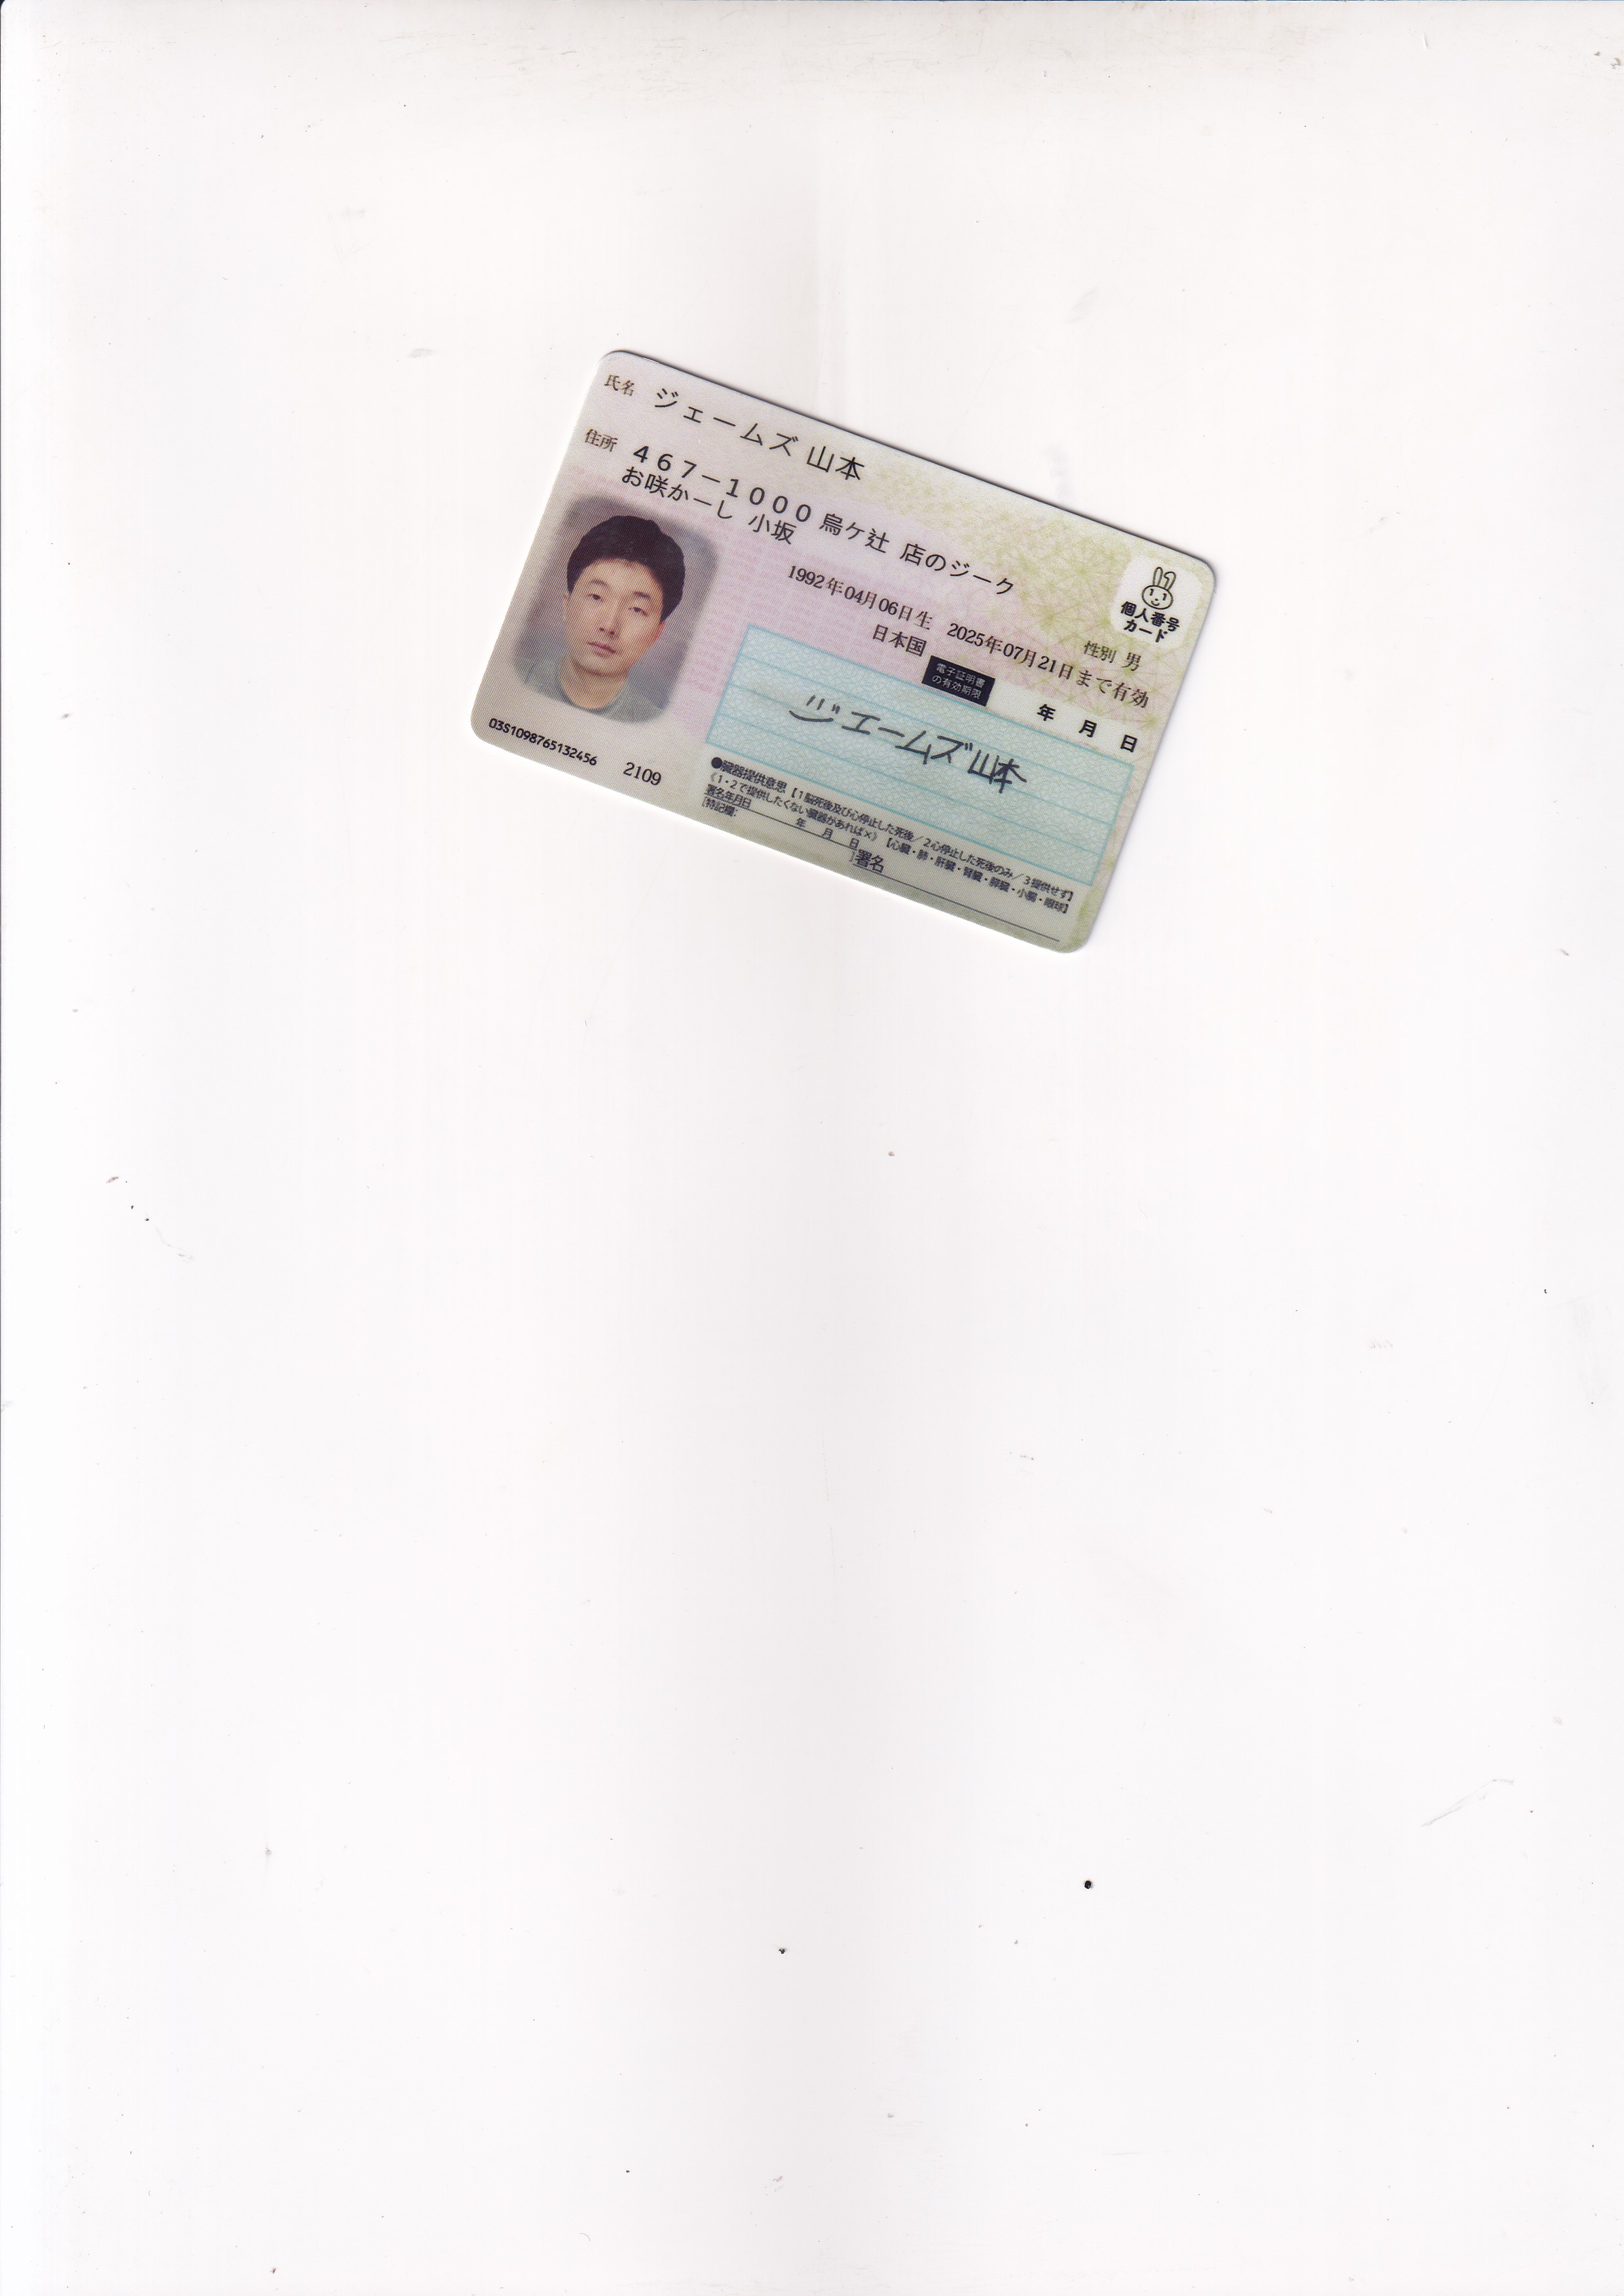 氏名 ジェームズ 山本
住所 467-1000 烏ケ辻 店のジーク
お咲かーし 小坂
個人番号
カード
1992年04月06日生
性別 男
日本国
2025年07月21日まで有効
電子証明書
の有効期限
年 月 日
ジェームズ山本
03S1098765132456
2109
●臓器提供意思【1脳死後及び心停止した死後/2心停止した死後のみ/3提供せず】
《1・2で提供したくない臓器があれば×》【心臓・肺・肝臓・腎臓・膵臓・小腸・眼球】
署名年月日 年 月 日
[特記欄: ]署名